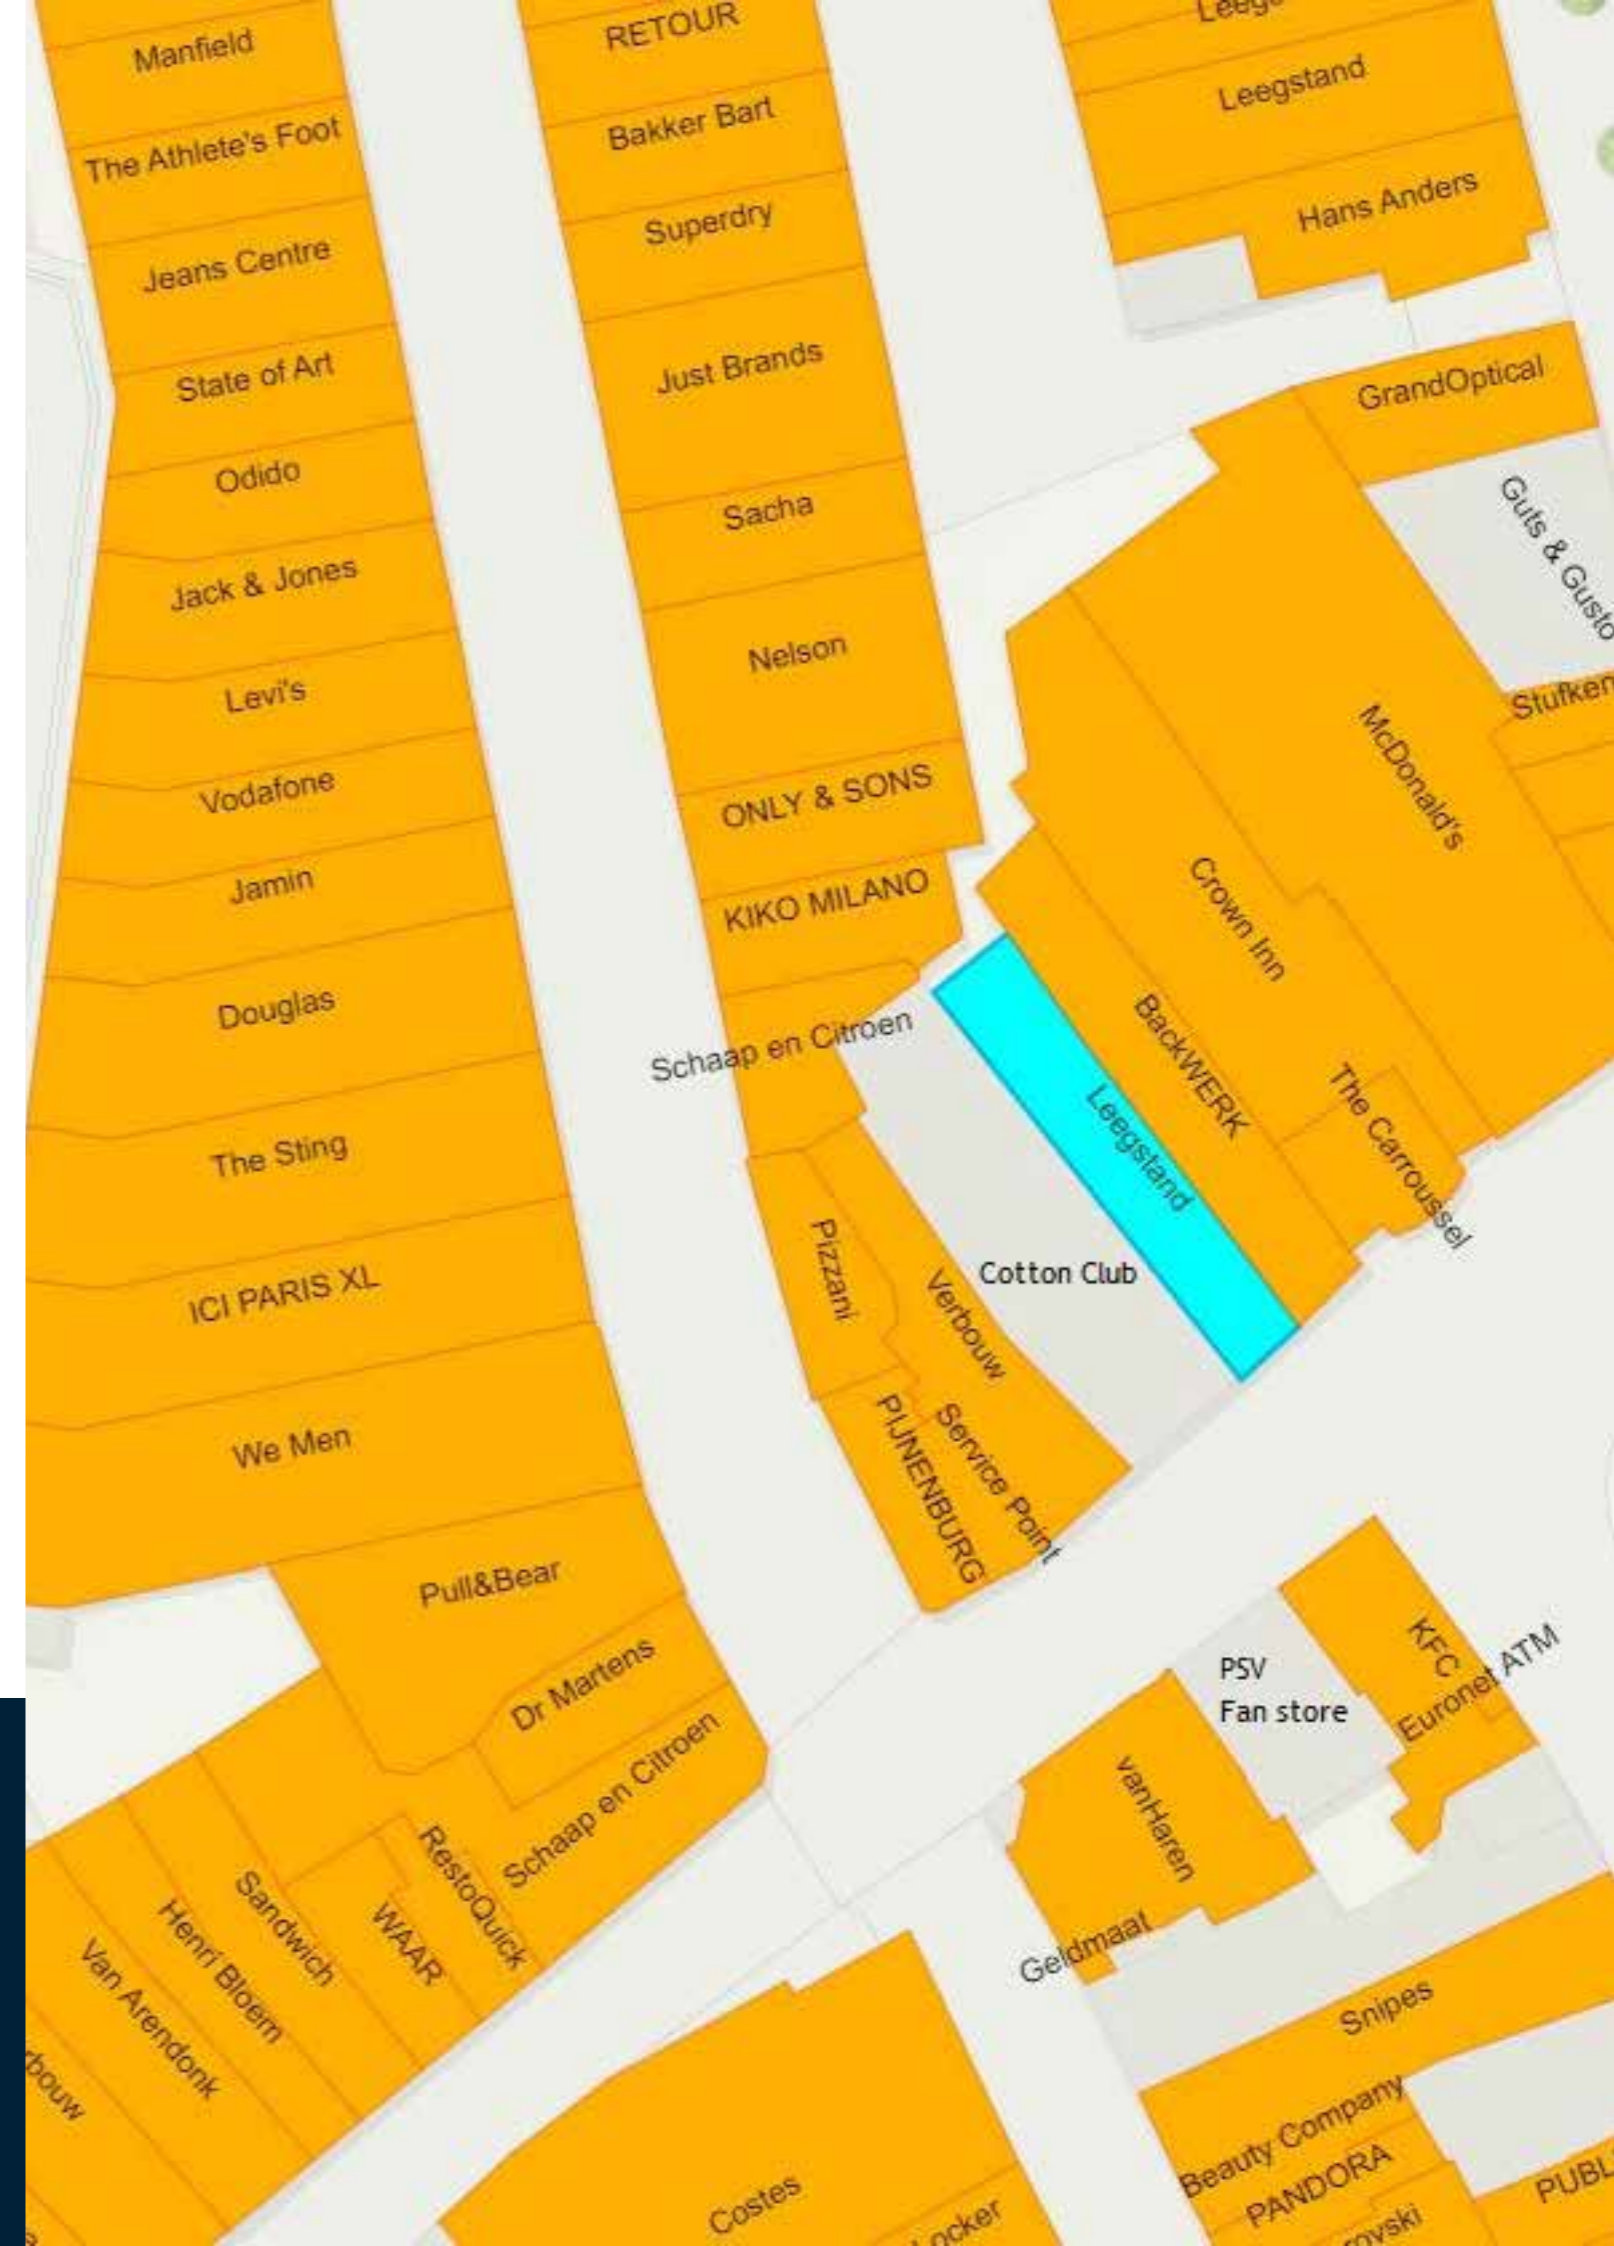 Manfield
The Athlete's Foot
Jeans Centre
State of Art
Odido
Jack & Jones
Levi's
Vodafone
Jamin
Douglas
The Sting
ICI PARIS XL
We Men
Pull&Bear
Dr Martens
Schaap en Citroen
RestoQuick
WAAR
Sandwich
Henri Bloem
Van Arendonk
RETOUR
Bakker Bart
Superdry
Just Brands
Sacha
Nelson
ONLY & SONS
KIKO MILANO
Schaap en Citroen
Pizzani
Verbouw
PIJNENBURG
Service Point
Cotton Club
Leegstand
BackWERK
Crown Inn
The Carroussel
McDonald's
Leegstand
Hans Anders
GrandOptical
Guts & Gusto
Stufken
KFC
Euronet ATM
PSV
Fan store
vanHaren
Geldmaat
Snipes
Beauty Company
PANDORA
Costes